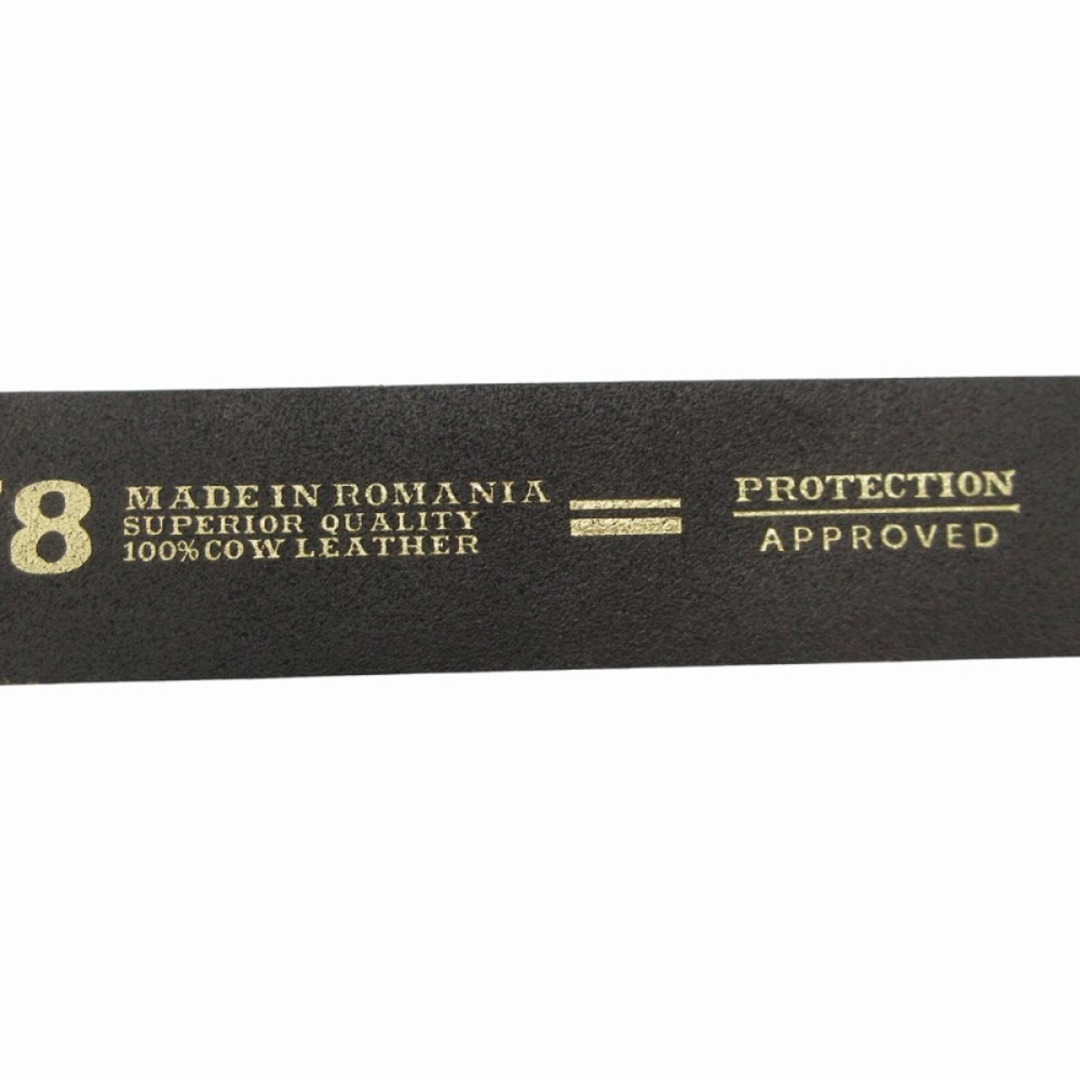 8
MADE IN ROMANIA
SUPERIOR QUALITY
100% COW LEATHER
PROTECTION
APPROVED